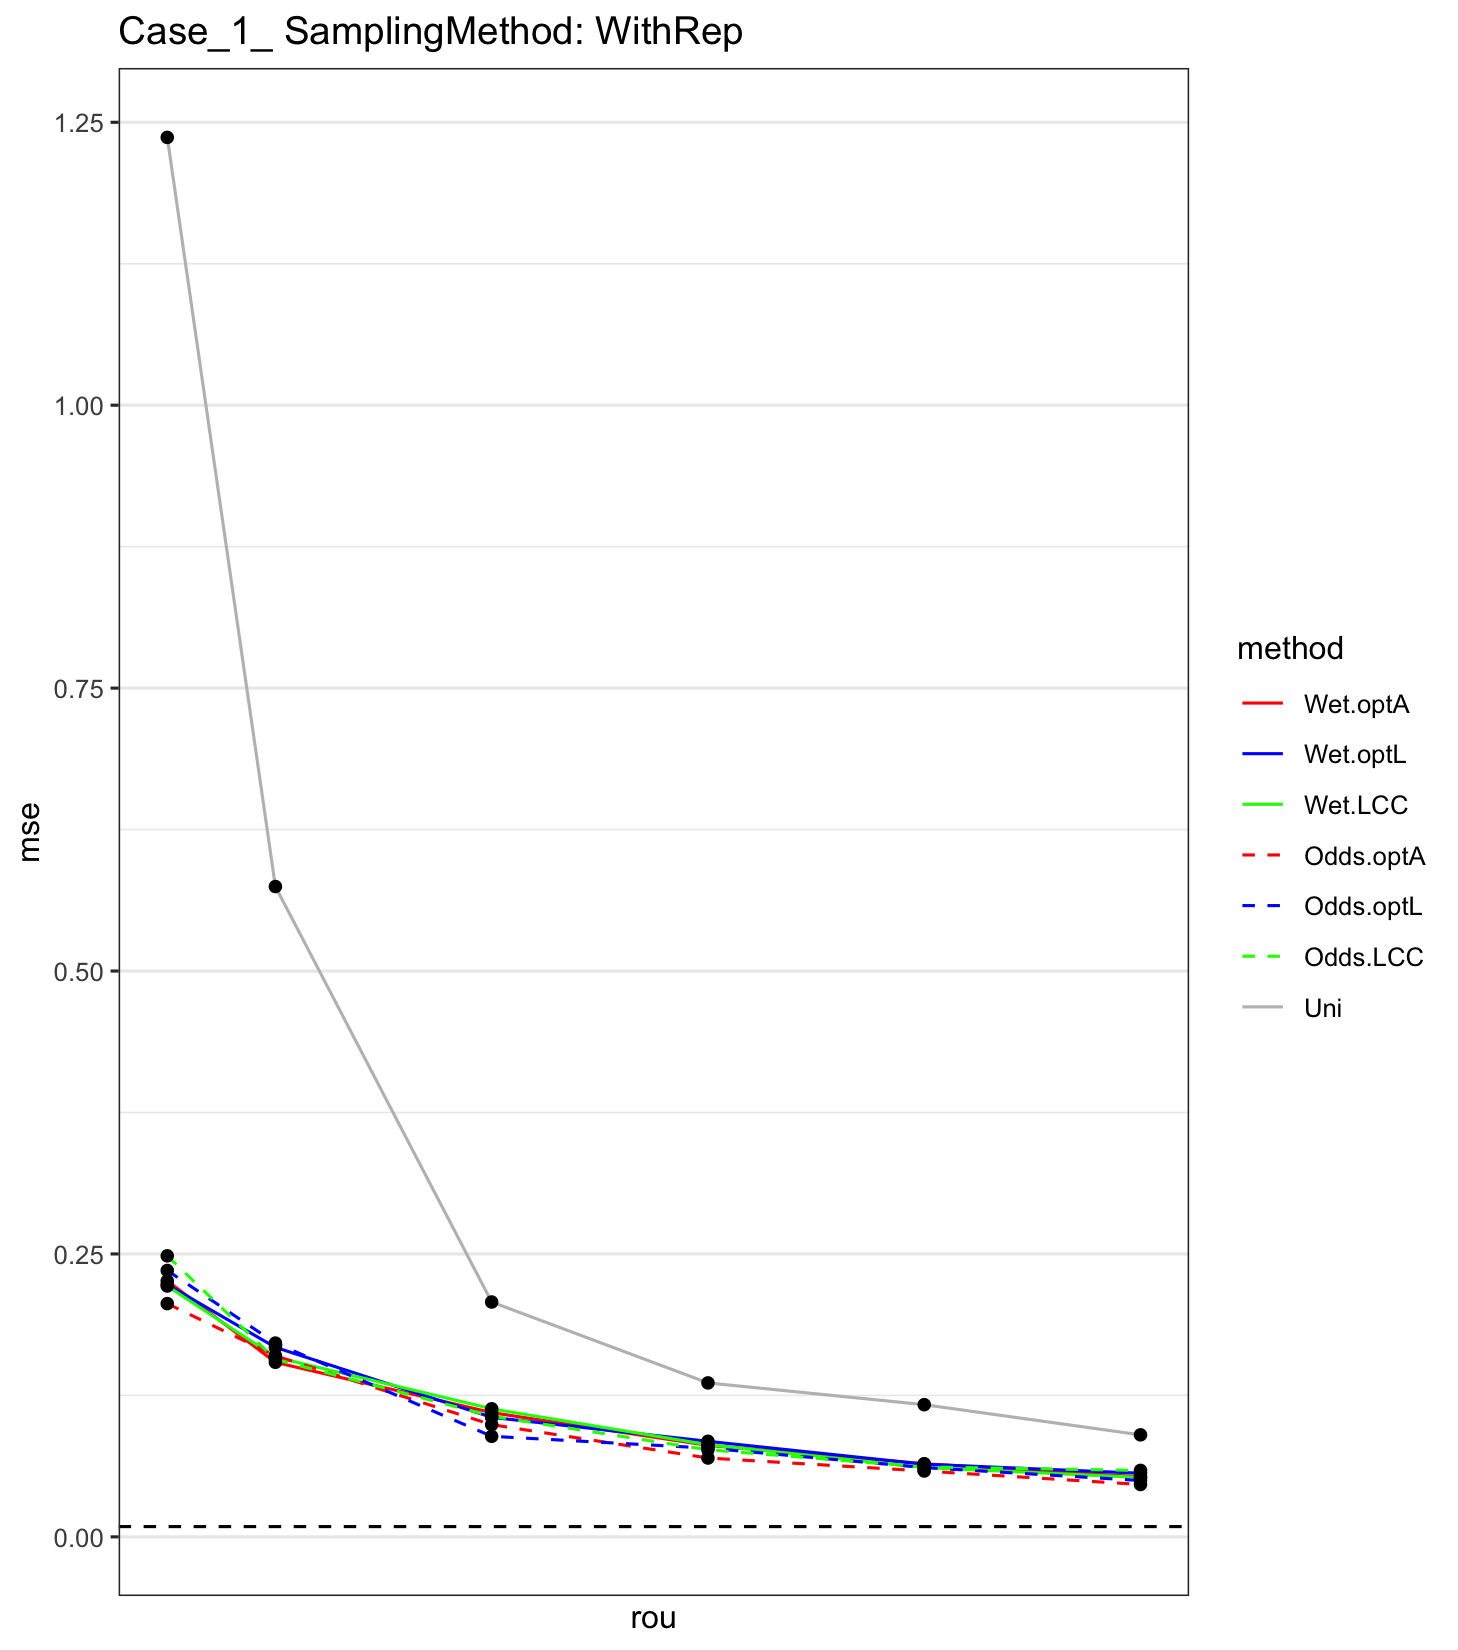 Case_1_ SamplingMethod: WithRep
1.25
1.00
0.75
0.50
0.25
0.00
mse
rou
method
Wet.optA
Wet.optL
Wet.LCC
Odds.optA
Odds.optL
Odds.LCC
Uni